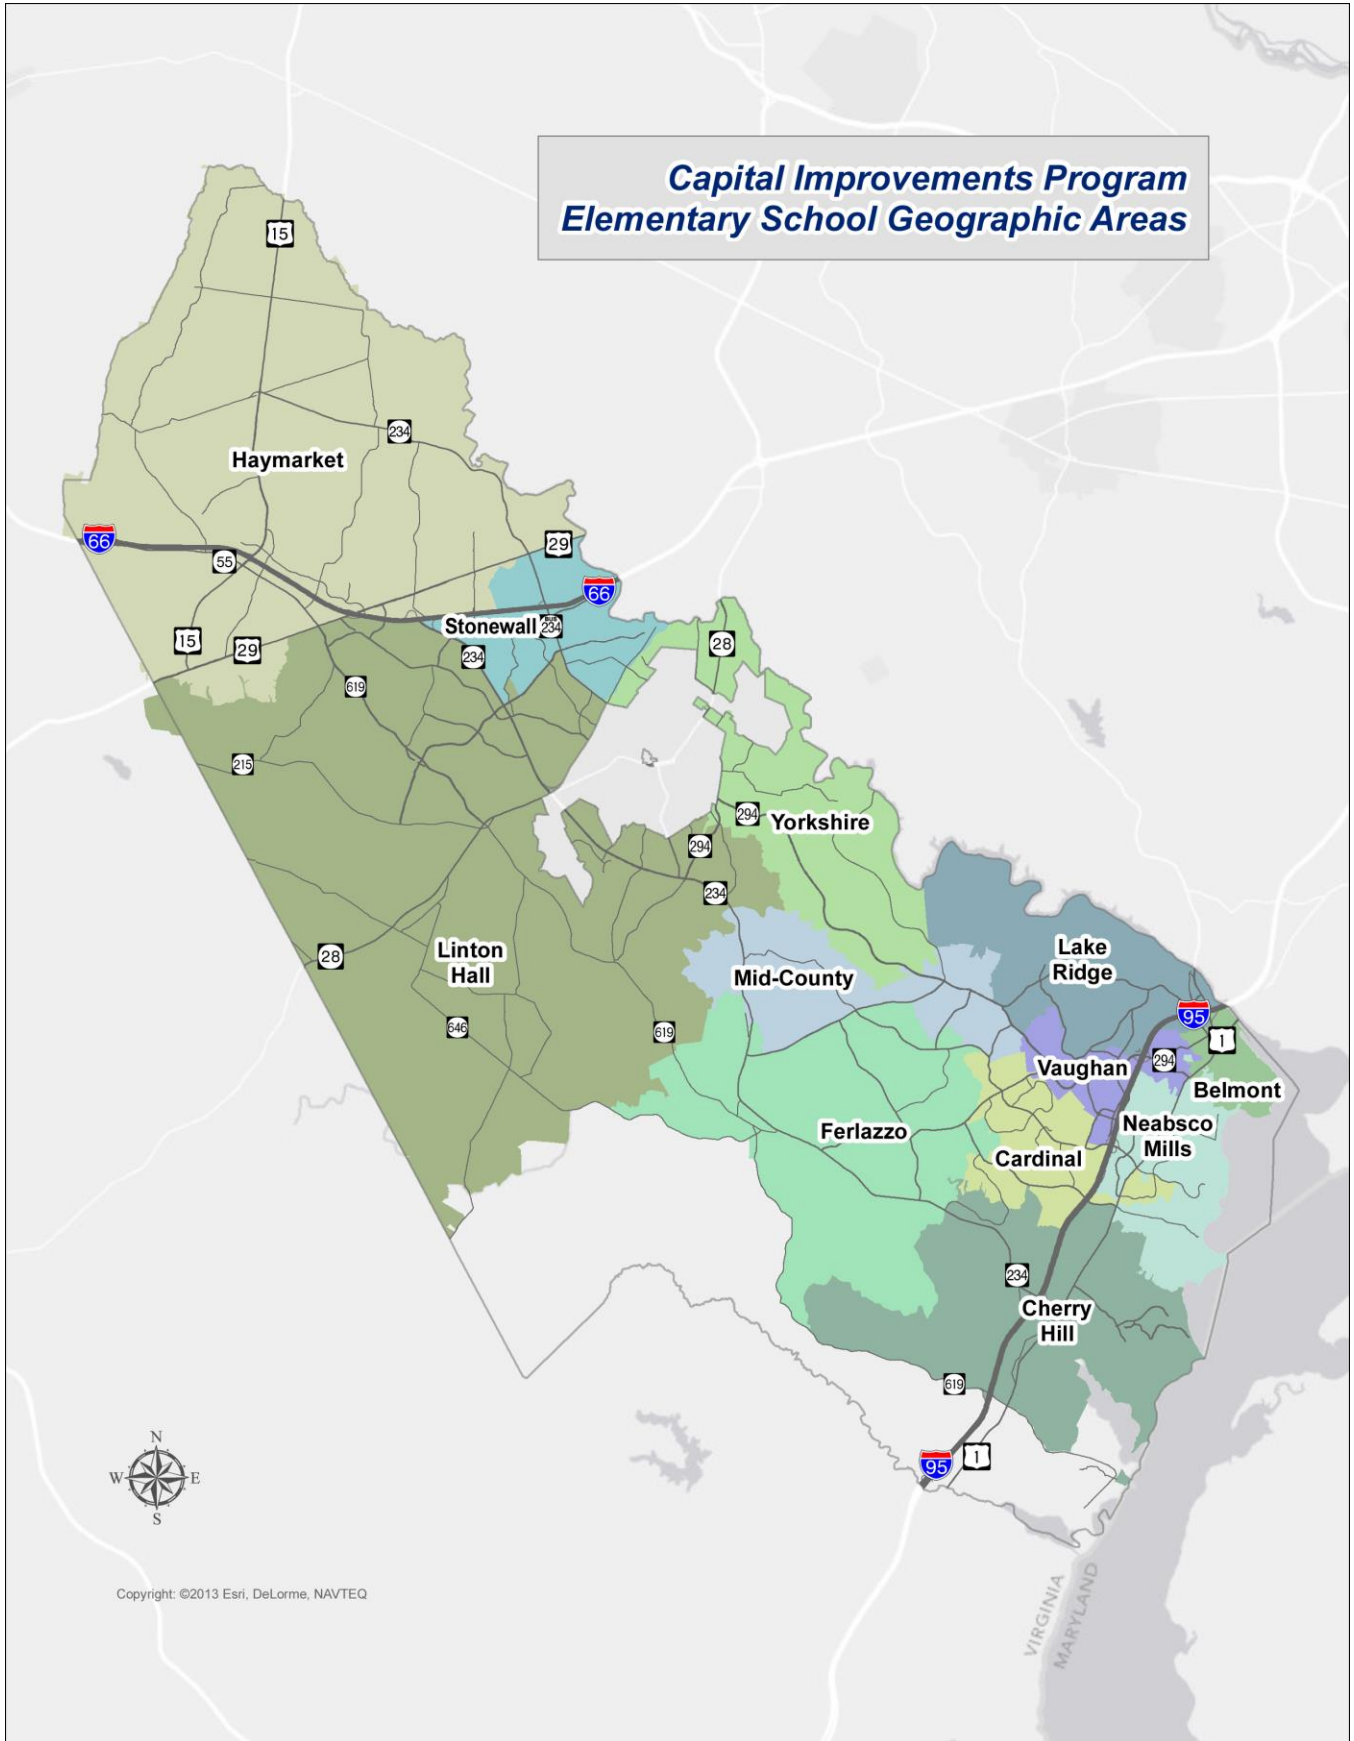 Capital Improvements Program
Elementary School Geographic Areas
15
234
Haymarket
66
55
29
66
Stonewall
BUS
234
15
29
234
28
619
215
294
Yorkshire
294
234
28
Linton
Hall
Mid-County
Lake
Ridge
646
619
95
1
Vaughan
294
Belmont
Ferlazzo
Neabsco
Mills
Cardinal
234
Cherry
Hill
619
95
1
N
W
E
S
Copyright: ©2013 Esri, DeLorme, NAVTEQ
VIRGINIA
MARYLAND